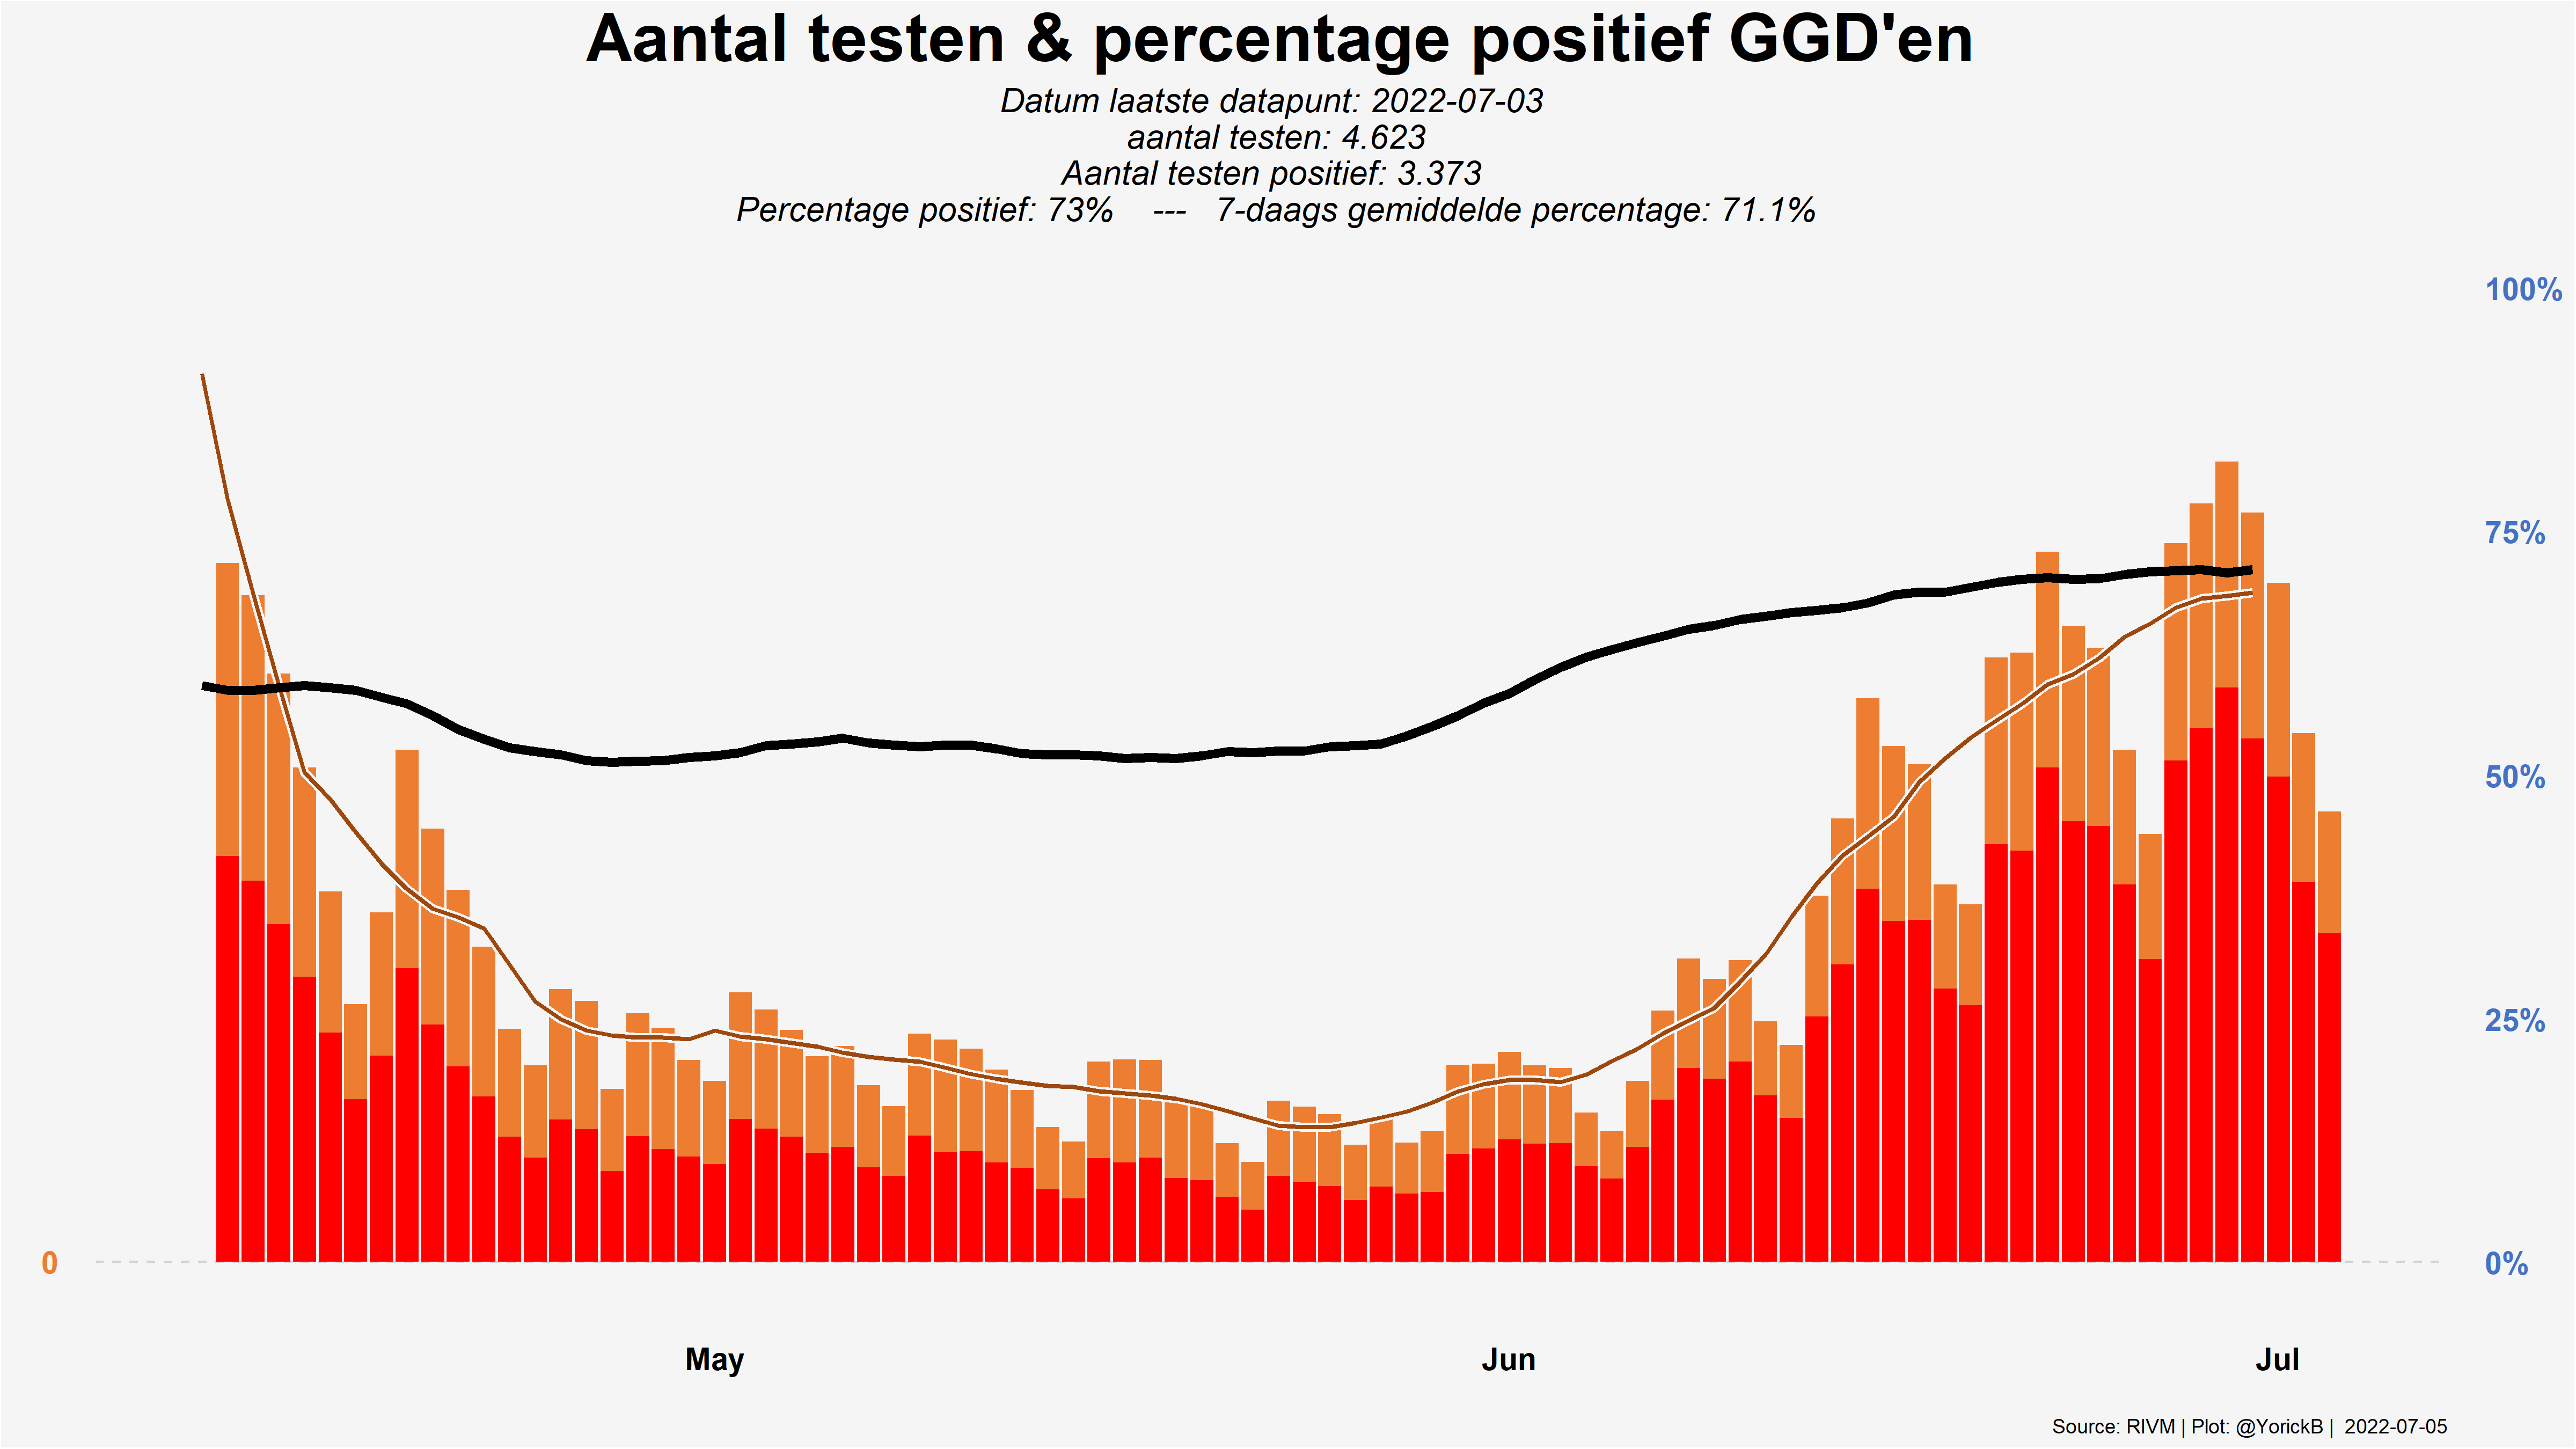 Aantal testen & percentage positief GGD'en
Datum laatste datapunt: 2022-07-03
aantal testen: 4.623
Aantal testen positief: 3.373
Percentage positief: 73% --- 7-daags gemiddelde percentage: 71.1%
100%
75%
50%
25%
0
0%
May
Jun
Jul
Source: RIVM | Plot: @YorickB | 2022-07-05